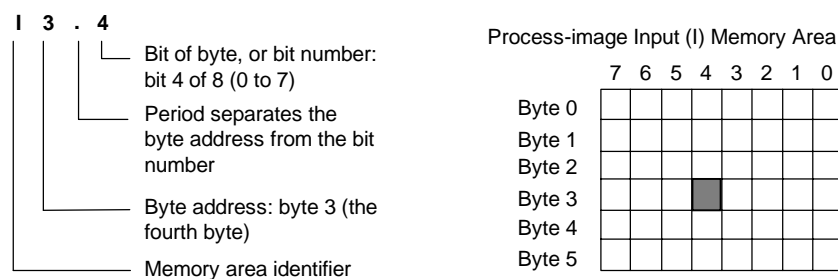 I 3 . 4
Bit of byte, or bit number:
bit 4 of 8 (0 to 7)
Period separates the
byte address from the bit
number
Byte address: byte 3 (the
fourth byte)
Memory area identifier
Process-image Input (I) Memory Area
7 6 5 4 3 2 1 0
Byte 0
Byte 1
Byte 2
Byte 3
Byte 4
Byte 5